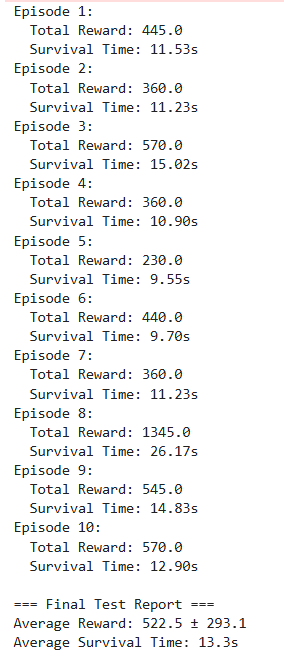 Episode 1:
  Total Reward: 445.0
  Survival Time: 11.53s
Episode 2:
  Total Reward: 360.0
  Survival Time: 11.23s
Episode 3:
  Total Reward: 570.0
  Survival Time: 15.02s
Episode 4:
  Total Reward: 360.0
  Survival Time: 10.90s
Episode 5:
  Total Reward: 230.0
  Survival Time: 9.55s
Episode 6:
  Total Reward: 440.0
  Survival Time: 9.70s
Episode 7:
  Total Reward: 360.0
  Survival Time: 11.23s
Episode 8:
  Total Reward: 1345.0
  Survival Time: 26.17s
Episode 9:
  Total Reward: 545.0
  Survival Time: 14.83s
Episode 10:
  Total Reward: 570.0
  Survival Time: 12.90s

=== Final Test Report ===
Average Reward: 522.5 ± 293.1
Average Survival Time: 13.3s